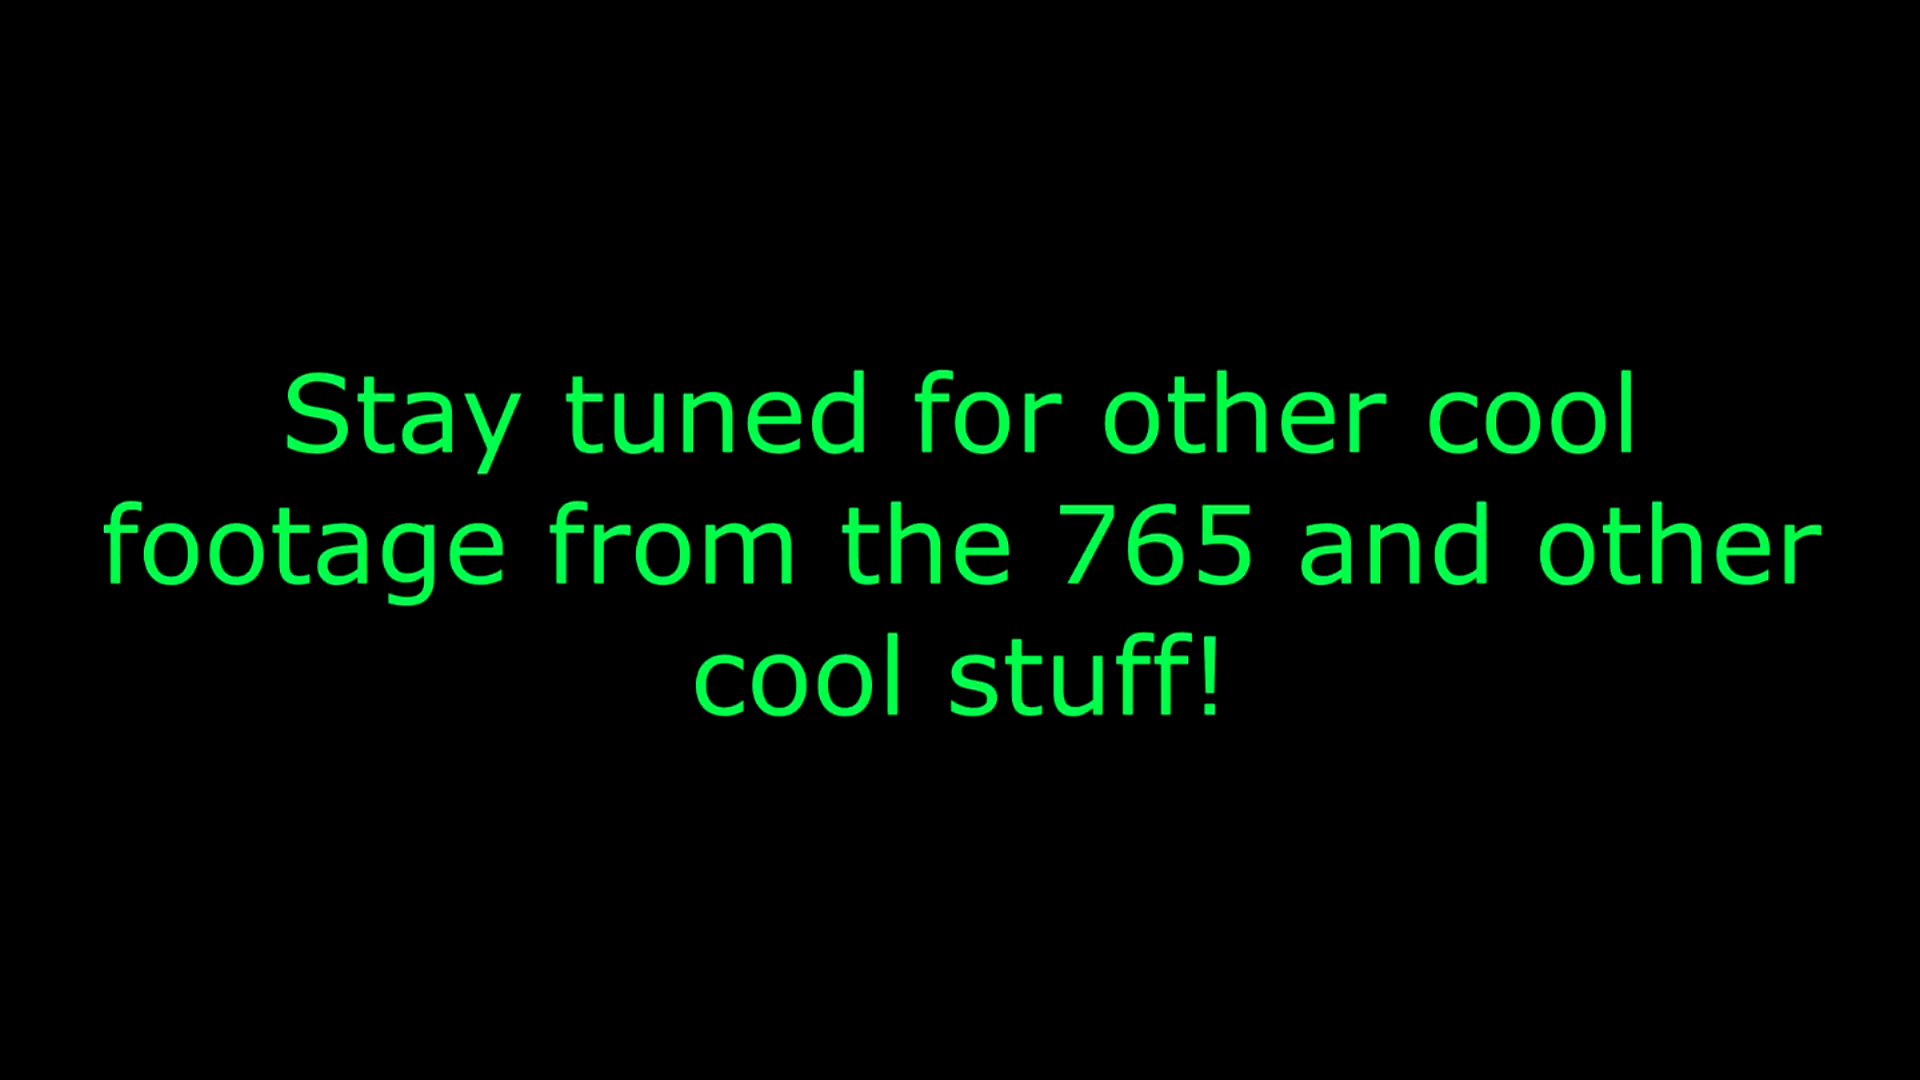 Stay tuned for other cool
footage from the 765 and other
cool stuff!